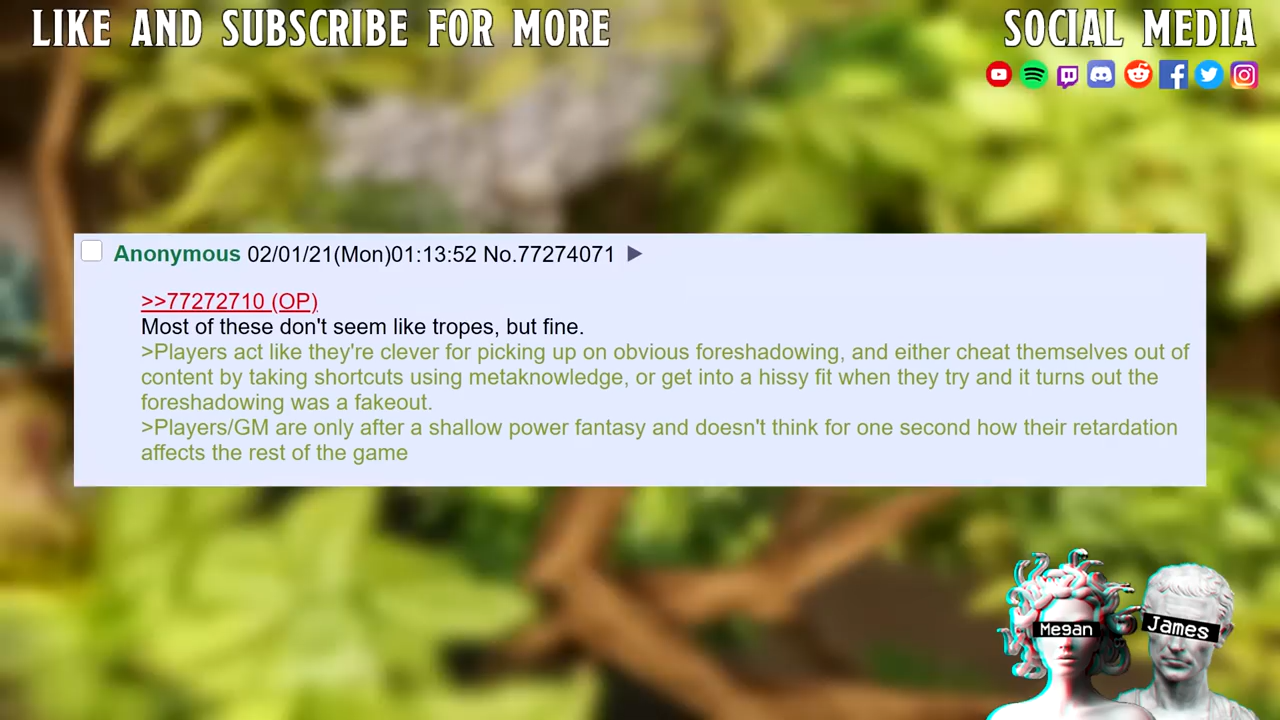 LIKE AND SUBSCRIBE FOR MORE
SOCIAL MEDIA
Anonymous 02/01/21(Mon)01:13:52 No.77274071 ▶
>>77272710 (OP)
Most of these don't seem like tropes, but fine.
>Players act like they're clever for picking up on obvious foreshadowing, and either cheat themselves out of
content by taking shortcuts using metaknowledge, or get into a hissy fit when they try and it turns out the
foreshadowing was a fakeout.
>Players/GM are only after a shallow power fantasy and doesn't think for one second how their retardation
affects the rest of the game
Megan
James